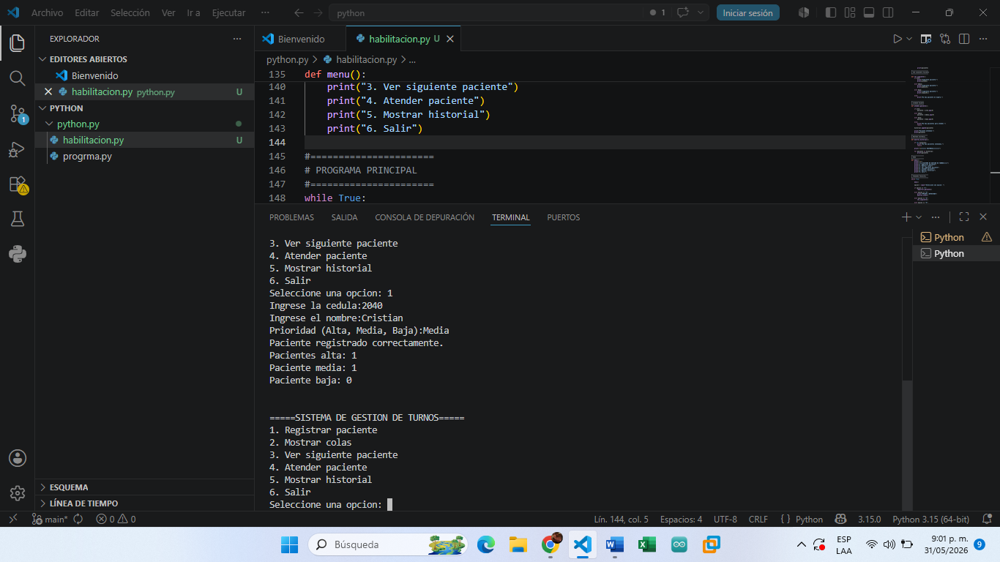 Archivo Editar Selección Ver Ir a Ejecutar ··· python 1 Iniciar sesión
EXPLORADOR ···
EDITORES ABIERTOS
Bienvenido
habilitacion.py python.py U
PYTHON
python.py
habilitacion.py U
progrma.py
ESQUEMA
LÍNEA DE TIEMPO
1
Bienvenido habilitacion.py U
python.py > habilitacion.py > ...
135 def menu():
140 print("3. Ver siguiente paciente")
141 print("4. Atender paciente")
142 print("5. Mostrar historial")
143 print("6. Salir")
144
145 #======================
146 # PROGRAMA PRINCIPAL
147 #======================
148 while True:
PROBLEMAS SALIDA CONSOLA DE DEPURACIÓN TERMINAL PUERTOS
3. Ver siguiente paciente
4. Atender paciente
5. Mostrar historial
6. Salir
Seleccione una opcion: 1
Ingrese la cedula:2040
Ingrese el nombre:Cristian
Prioridad (Alta, Media, Baja):Media
Paciente registrado correctamente.
Pacientes alta: 1
Paciente media: 1
Paciente baja: 0
=====SISTEMA DE GESTION DE TURNOS=====
1. Registrar paciente
2. Mostrar colas
3. Ver siguiente paciente
4. Atender paciente
5. Mostrar historial
6. Salir
Seleccione una opcion:
Python
Python
main* 0 0 Lín. 144, col. 5 Espacios: 4 UTF-8 CRLF { } Python 3.15.0 Python 3.15 (64-bit)
Búsqueda
ESP
LAA
9:01 p. m.
31/05/2026
9